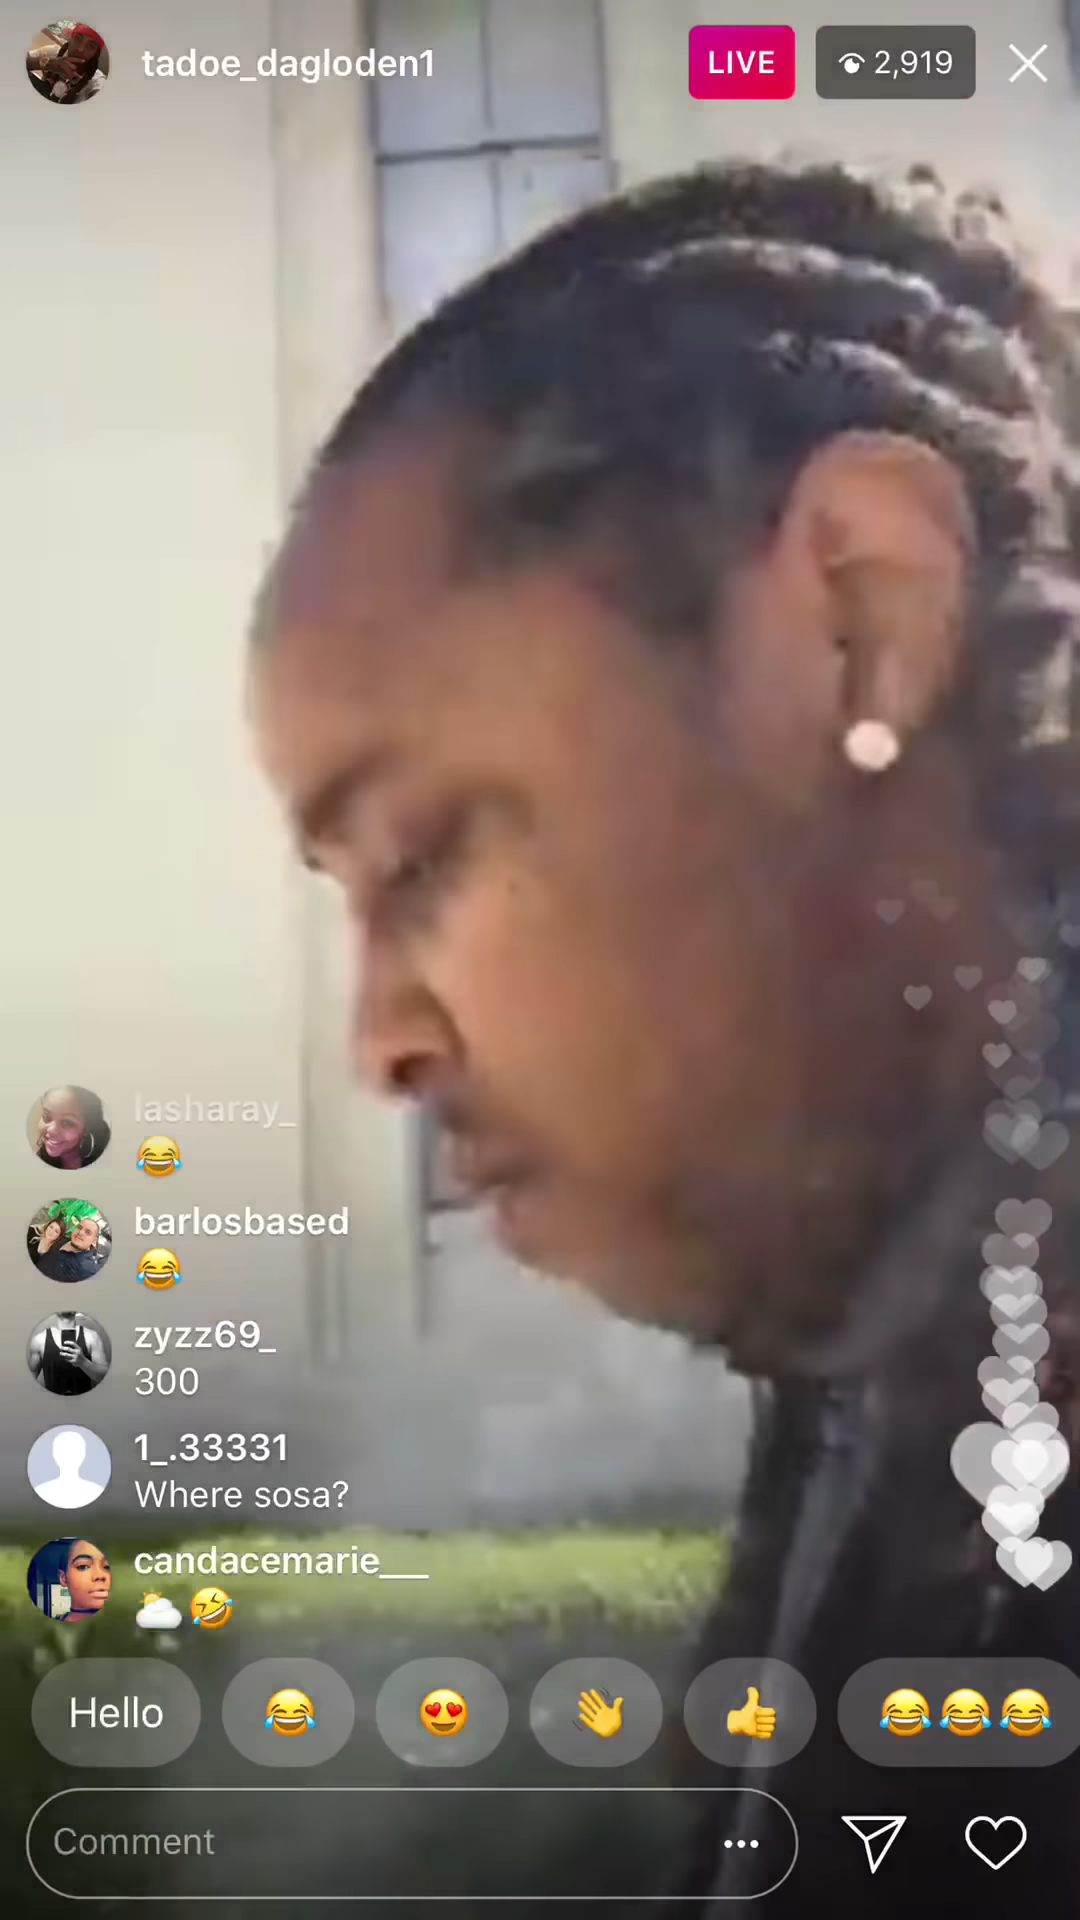 tadoe_dagloden1
LIVE
2,919
lasharay_
😂
barlosbased
😂
zyzz69_
300
1_.33331
Where sosa?
candacemarie___
🌥️🤣
Hello 😂 😍 👋 👍 😂😂😂
Comment